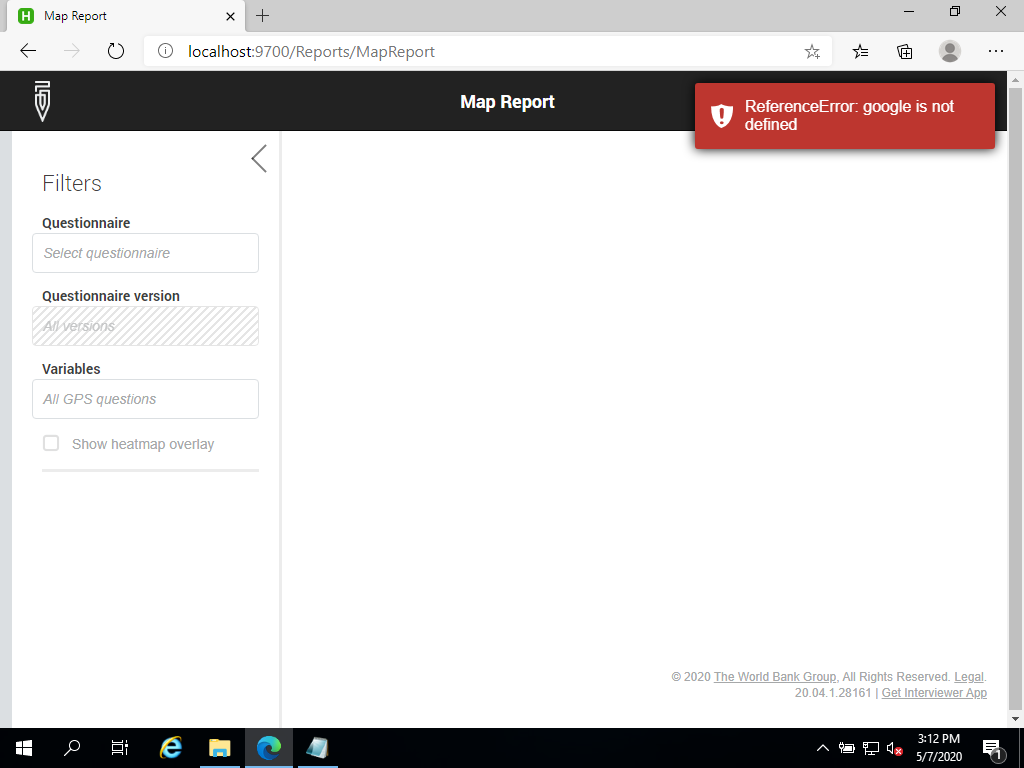 H Map Report
localhost:9700/Reports/MapReport
Map Report
ReferenceError: google is not
defined
Filters
Questionnaire
Select questionnaire
Questionnaire version
All versions
Variables
All GPS questions
Show heatmap overlay
© 2020 The World Bank Group, All Rights Reserved. Legal.
20.04.1.28161 | Get Interviewer App
3:12 PM
5/7/2020
1